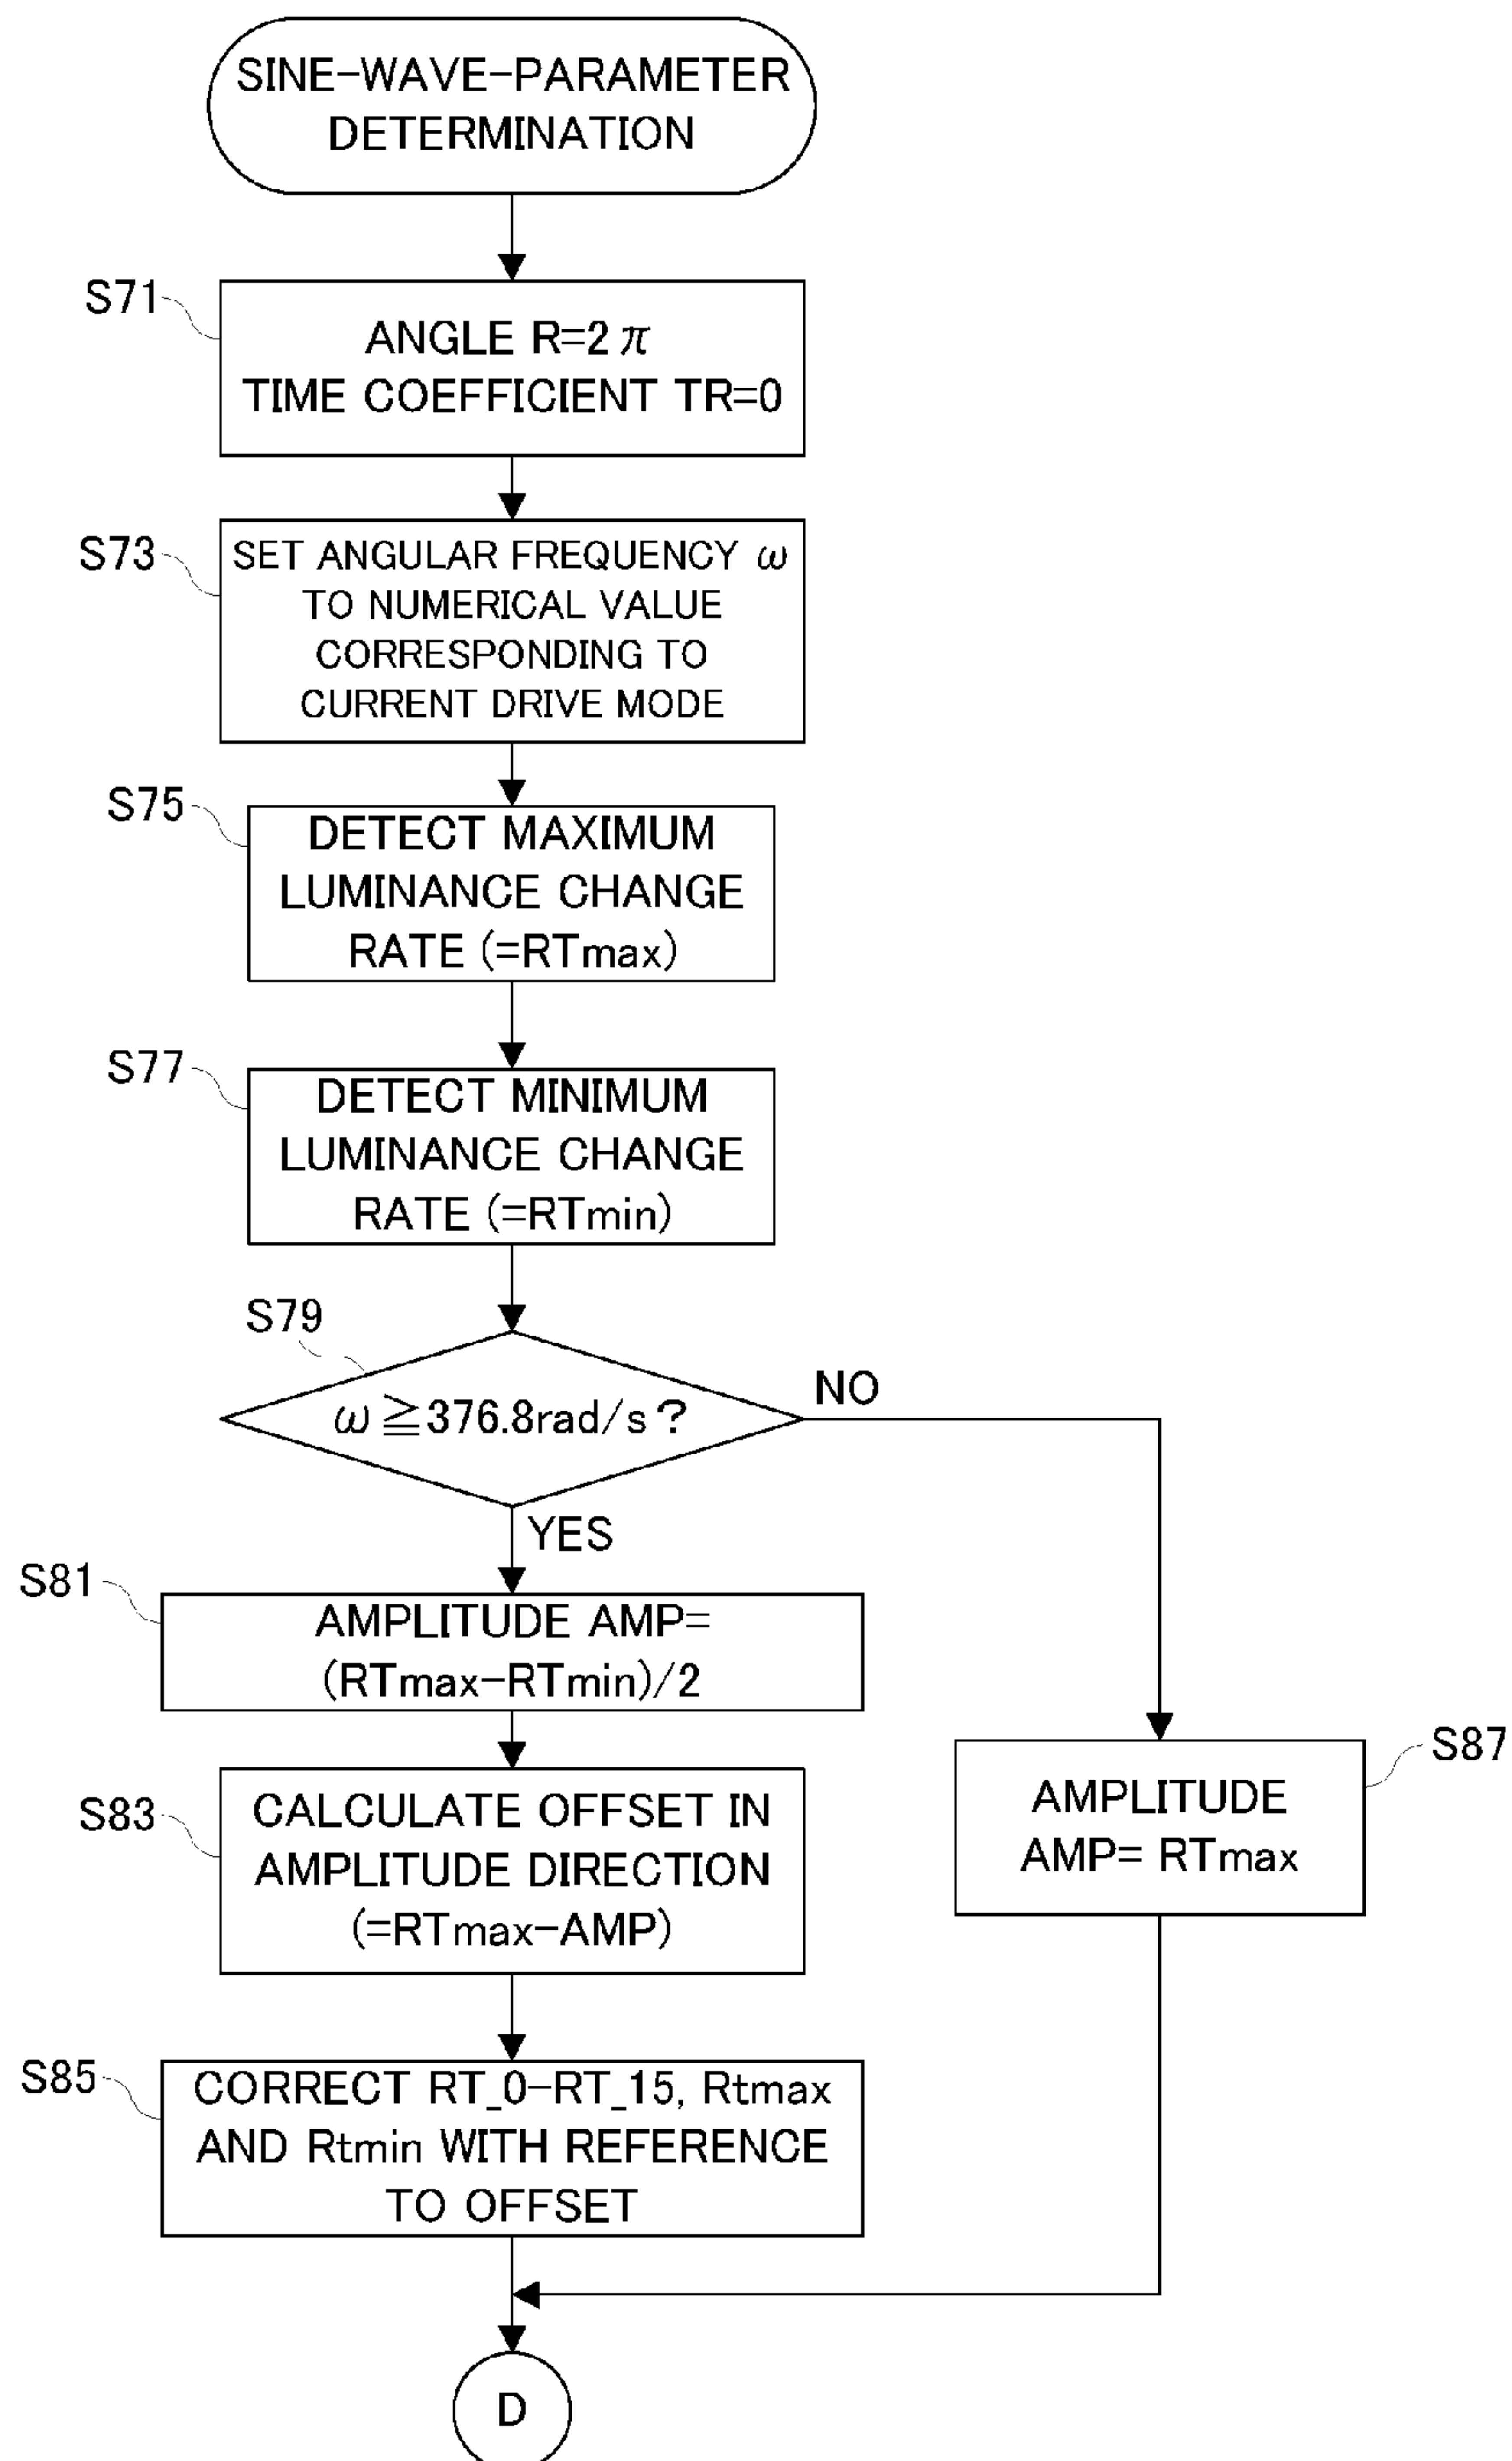 SINE-WAVE-PARAMETER
DETERMINATION
S71
ANGLE R=2π
TIME COEFFICIENT TR=0
S73
SET ANGULAR FREQUENCY ω
TO NUMERICAL VALUE
CORRESPONDING TO
CURRENT DRIVE MODE
S75
DETECT MAXIMUM
LUMINANCE CHANGE
RATE (=RTmax)
S77
DETECT MINIMUM
LUMINANCE CHANGE
RATE (=RTmin)
S79
ω≧376.8rad/s?
NO
YES
S81
AMPLITUDE AMP=
(RTmax-RTmin)/2
S83
CALCULATE OFFSET IN
AMPLITUDE DIRECTION
(=RTmax-AMP)
S87
AMPLITUDE
AMP= RTmax
S85
CORRECT RT_0-RT_15, Rtmax
AND Rtmin WITH REFERENCE
TO OFFSET
D